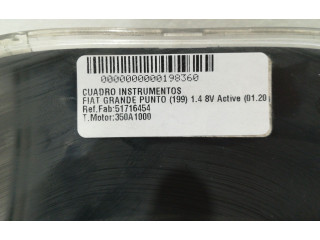 0000000000198360
CUADRO INSTRUMENTOS
FIAT GRANDE PUNTO (199) 1.4 8V Active (01.20
Ref.Fab:51716454
T.Motor:350A1000